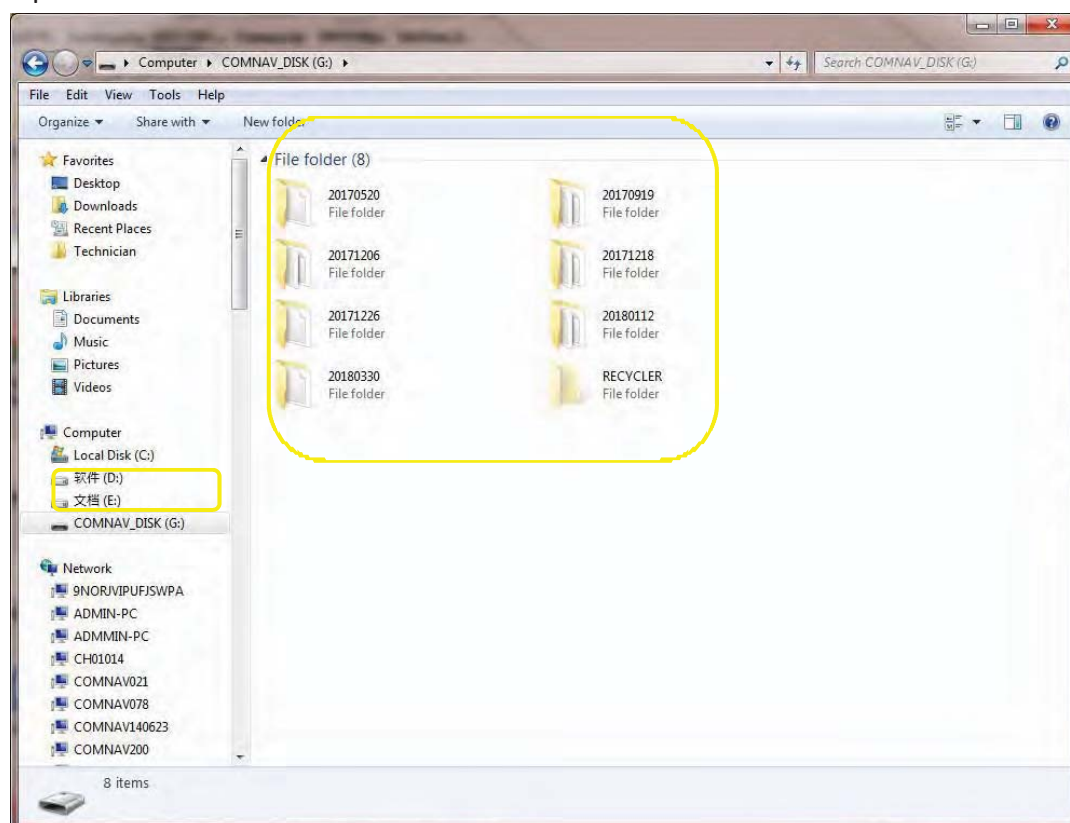 Computer ▸ COMNAV_DISK (G:) ▸
Search COMNAV_DISK (G:)
File Edit View Tools Help
Organize Share with New folder
Favorites
Desktop
Downloads
Recent Places
Technician
Libraries
Documents
Music
Pictures
Videos
Computer
Local Disk (C:)
软件 (D:)
文档 (E:)
COMNAV_DISK (G:)
Network
9NORJVIPUFJSWPA
ADMIN-PC
ADMMIN-PC
CH01014
COMNAV021
COMNAV078
COMNAV140623
COMNAV200
File folder (8)
20170520
File folder
20170919
File folder
20171206
File folder
20171218
File folder
20171226
File folder
20180112
File folder
20180330
File folder
RECYCLER
File folder
8 items